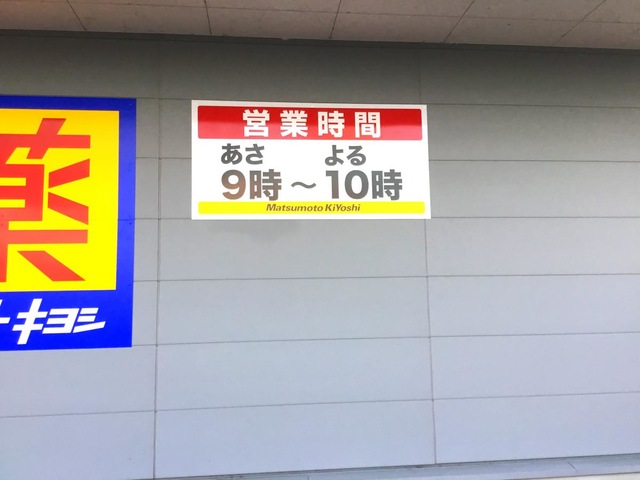 薬
キヨシ
営業時間
あさ よる
9時～10時
Matsumoto KiYoshi